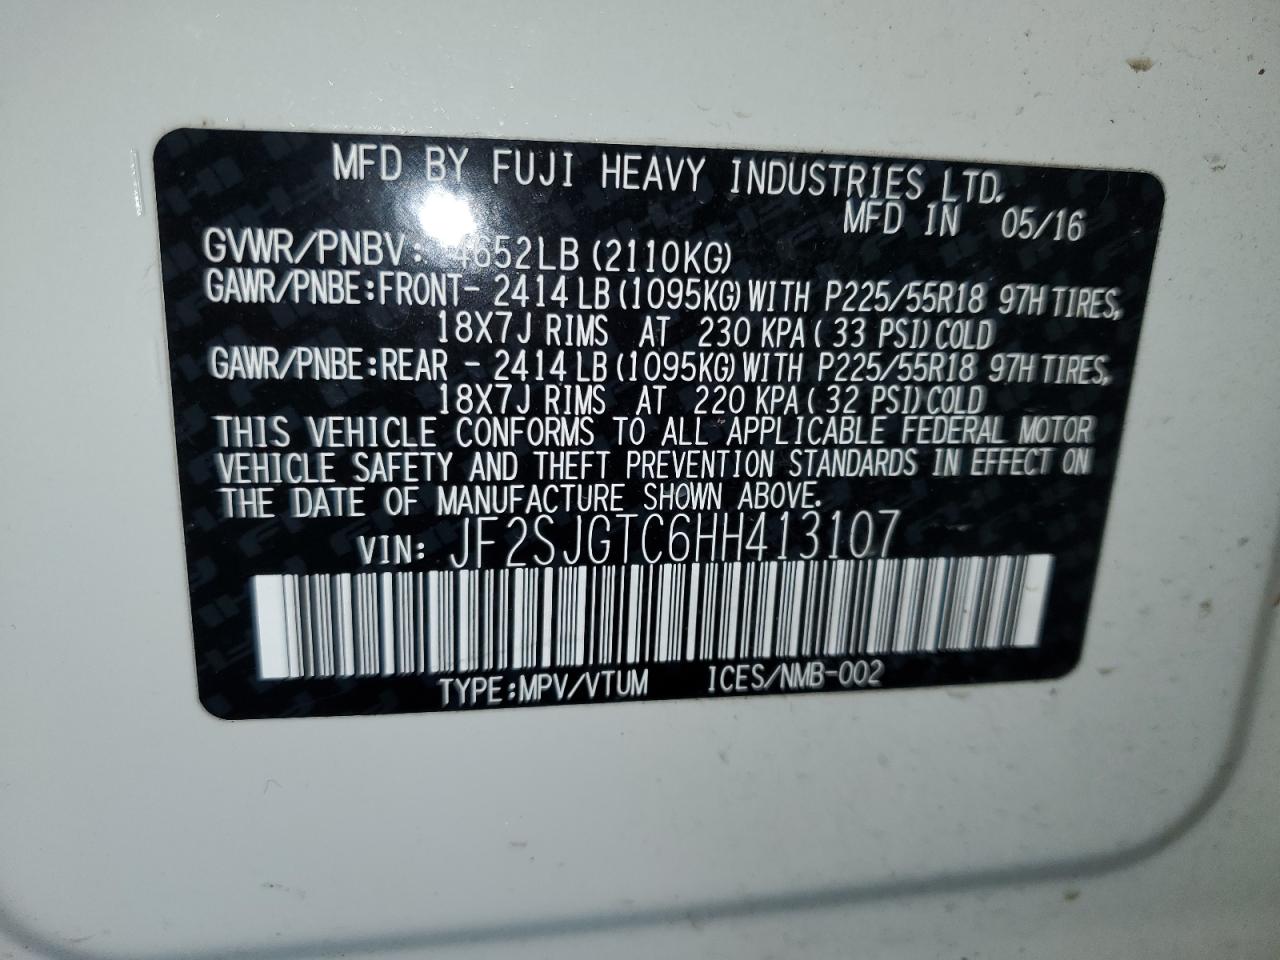 MFD BY FUJI HEAVY INDUSTRIES LTD.
MFD IN 05/16
GVWR/PNBV: 4652LB (2110KG)
GAWR/PNBE:FRONT- 2414LB (1095KG) WITH P225/55R18 97H TIRES,
18X7J RIMS AT 230 KPA ( 33 PSI) COLD
GAWR/PNBE:REAR - 2414LB (1095KG) WITH P225/55R18 97H TIRES,
18X7J RIMS AT 220 KPA ( 32 PSI) COLD
THIS VEHICLE CONFORMS TO ALL APPLICABLE FEDERAL MOTOR
VEHICLE SAFETY AND THEFT PREVENTION STANDARDS IN EFFECT ON
THE DATE OF MANUFACTURE SHOWN ABOVE.
VIN: JF2SJGTC6HH413107
TYPE:MPV/VTUM ICES/NMB-002